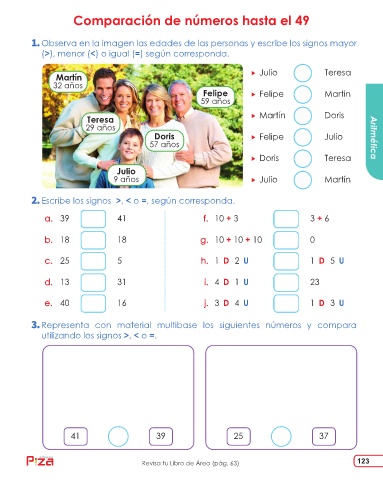 Comparación de números hasta el 49
1. Observa en la imagen las edades de las personas y escribe los signos mayor
(>), menor (<) o igual (=) según corresponda.
Martín
32 años
Felipe
59 años
Teresa
29 años
Doris
57 años
Julio
9 años
▸ Julio Teresa
▸ Felipe Martín
▸ Martín Doris
▸ Felipe Julio
▸ Doris Teresa
▸ Julio Martín
Aritmética
2. Escribe los signos >, < o =, según corresponda.
a. 39 41
b. 18 18
c. 25 5
d. 13 31
e. 40 16
f. 10 + 3 3 + 6
g. 10 + 10 + 10 0
h. 1 D 2 U 1 D 5 U
i. 4 D 1 U 23
j. 3 D 4 U 1 D 3 U
3. Representa con material multibase los siguientes números y compara
utilizando los signos >, < o =.
41 39 25 37
Piza
Revisa tu Libro de Área (pág. 63)
123